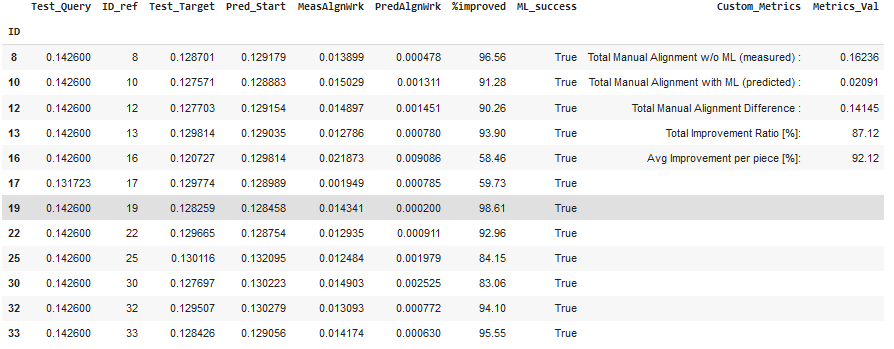 Test_Query ID_ref Test_Target Pred_Start MeasAlgnWrk PredAlgnWrk %improved ML_success Custom_Metrics Metrics_Val
ID
8 0.142600 8 0.128701 0.129179 0.013899 0.000478 96.56 True Total Manual Alignment w/o ML (measured) : 0.16236
10 0.142600 10 0.127571 0.128883 0.015029 0.001311 91.28 True Total Manual Alignment with ML (predicted) : 0.02091
12 0.142600 12 0.127703 0.129154 0.014897 0.001451 90.26 True Total Manual Alignment Difference : 0.14145
13 0.142600 13 0.129814 0.129035 0.012786 0.000780 93.90 True Total Improvement Ratio [%]: 87.12
16 0.142600 16 0.120727 0.129814 0.021873 0.009086 58.46 True Avg Improvement per piece [%]: 92.12
17 0.131723 17 0.129774 0.128989 0.001949 0.000785 59.73 True
19 0.142600 19 0.128259 0.128458 0.014341 0.000200 98.61 True
22 0.142600 22 0.129665 0.128754 0.012935 0.000911 92.96 True
25 0.142600 25 0.130116 0.132095 0.012484 0.001979 84.15 True
30 0.142600 30 0.127697 0.130223 0.014903 0.002525 83.06 True
32 0.142600 32 0.129507 0.130279 0.013093 0.000772 94.10 True
33 0.142600 33 0.128426 0.129056 0.014174 0.000630 95.55 True